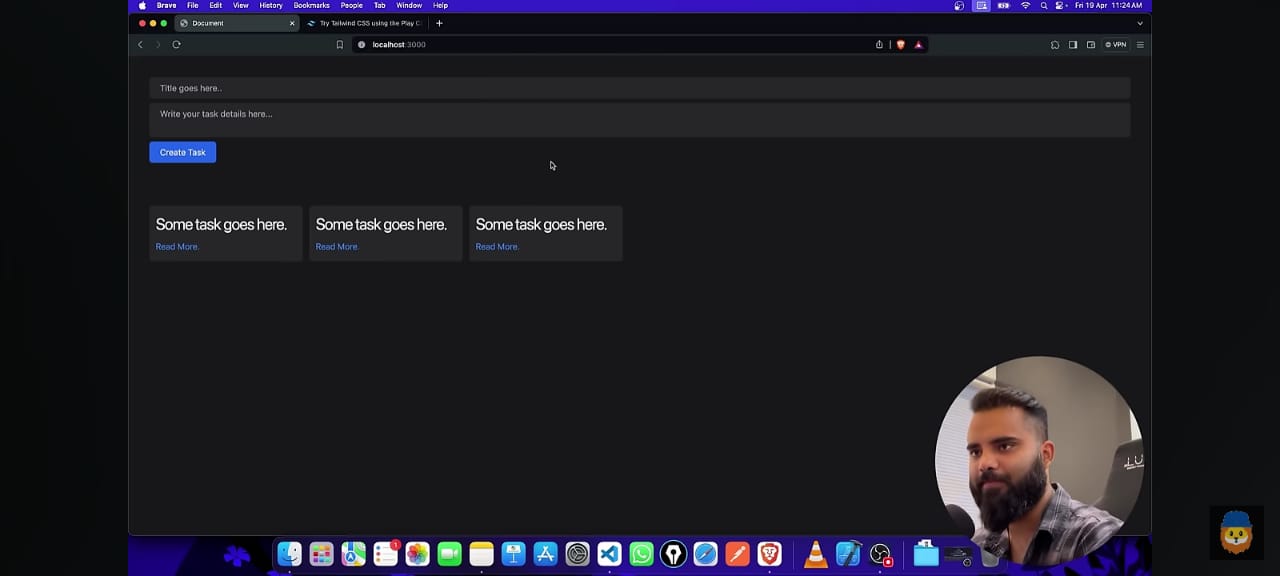 Brave File Edit View History Bookmarks People Tab Window Help Fri 19 Apr 11:24 AM
Document Try Tailwind CSS using the Play C
localhost:3000 VPN
Title goes here..
Write your task details here...
Create Task
Some task goes here. Some task goes here. Some task goes here.
Read More. Read More. Read More.
LU
1